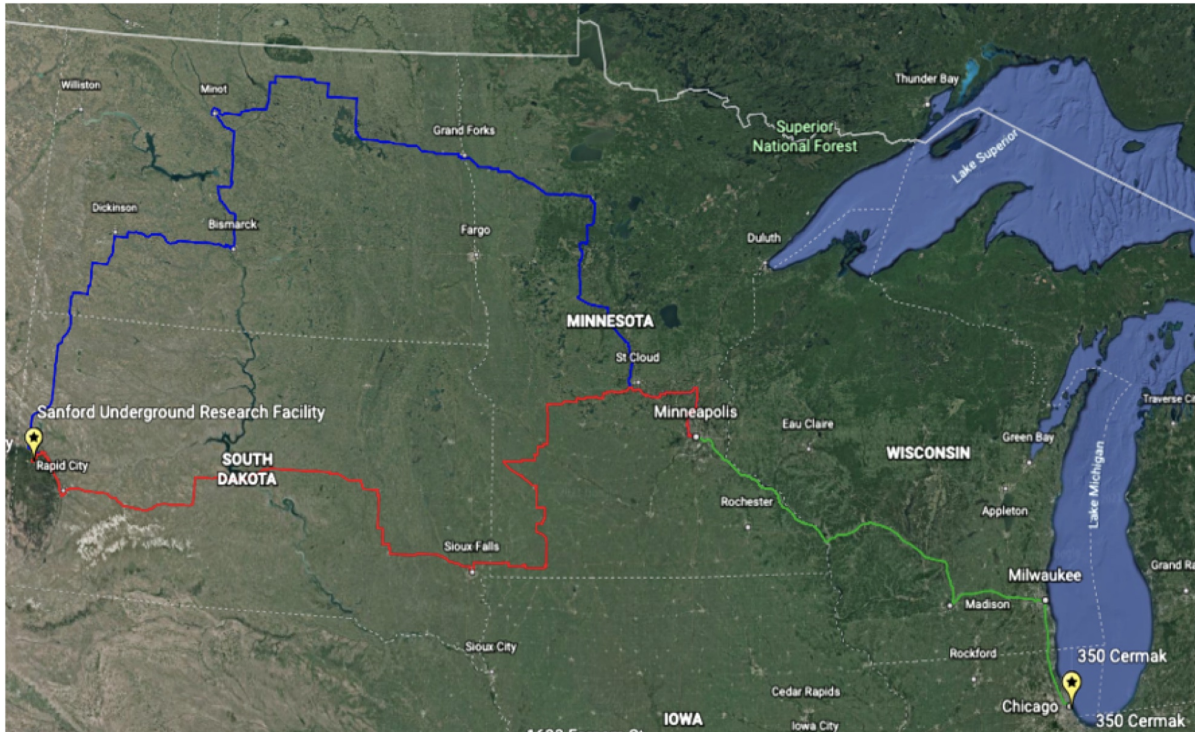 Thunder Bay
Williston
Minot
Superior
National Forest
Grand Forks
Lake Superior
Dickinson
Bismarck
Fargo
Duluth
MINNESOTA
St Cloud
Sanford Underground Research Facility
Minneapolis
Traverse
Eau Claire
Green Bay
WISCONSIN
Rapid City
SOUTH
DAKOTA
Lake Michigan
Rochester
Appleton
Sioux Falls
Milwaukee
Grand
Madison
Sioux City
Rockford
350 Cermak
Cedar Rapids
Chicago
350 Cermak
IOWA
Iowa City